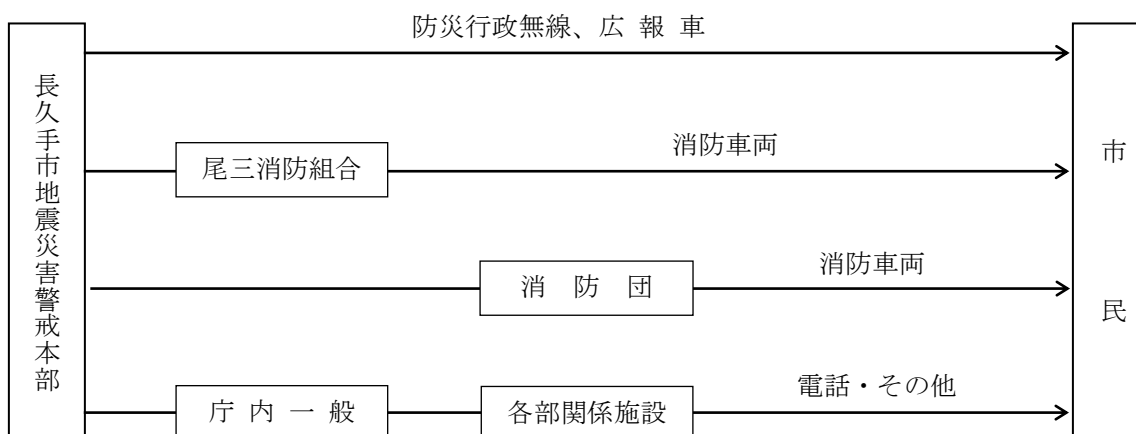 防災行政無線、広 報 車
長久手市地震災害警戒本部
尾三消防組合
消防車両
消 防 団
消防車両
庁 内 一 般
各部関係施設
電話・その他
市 民